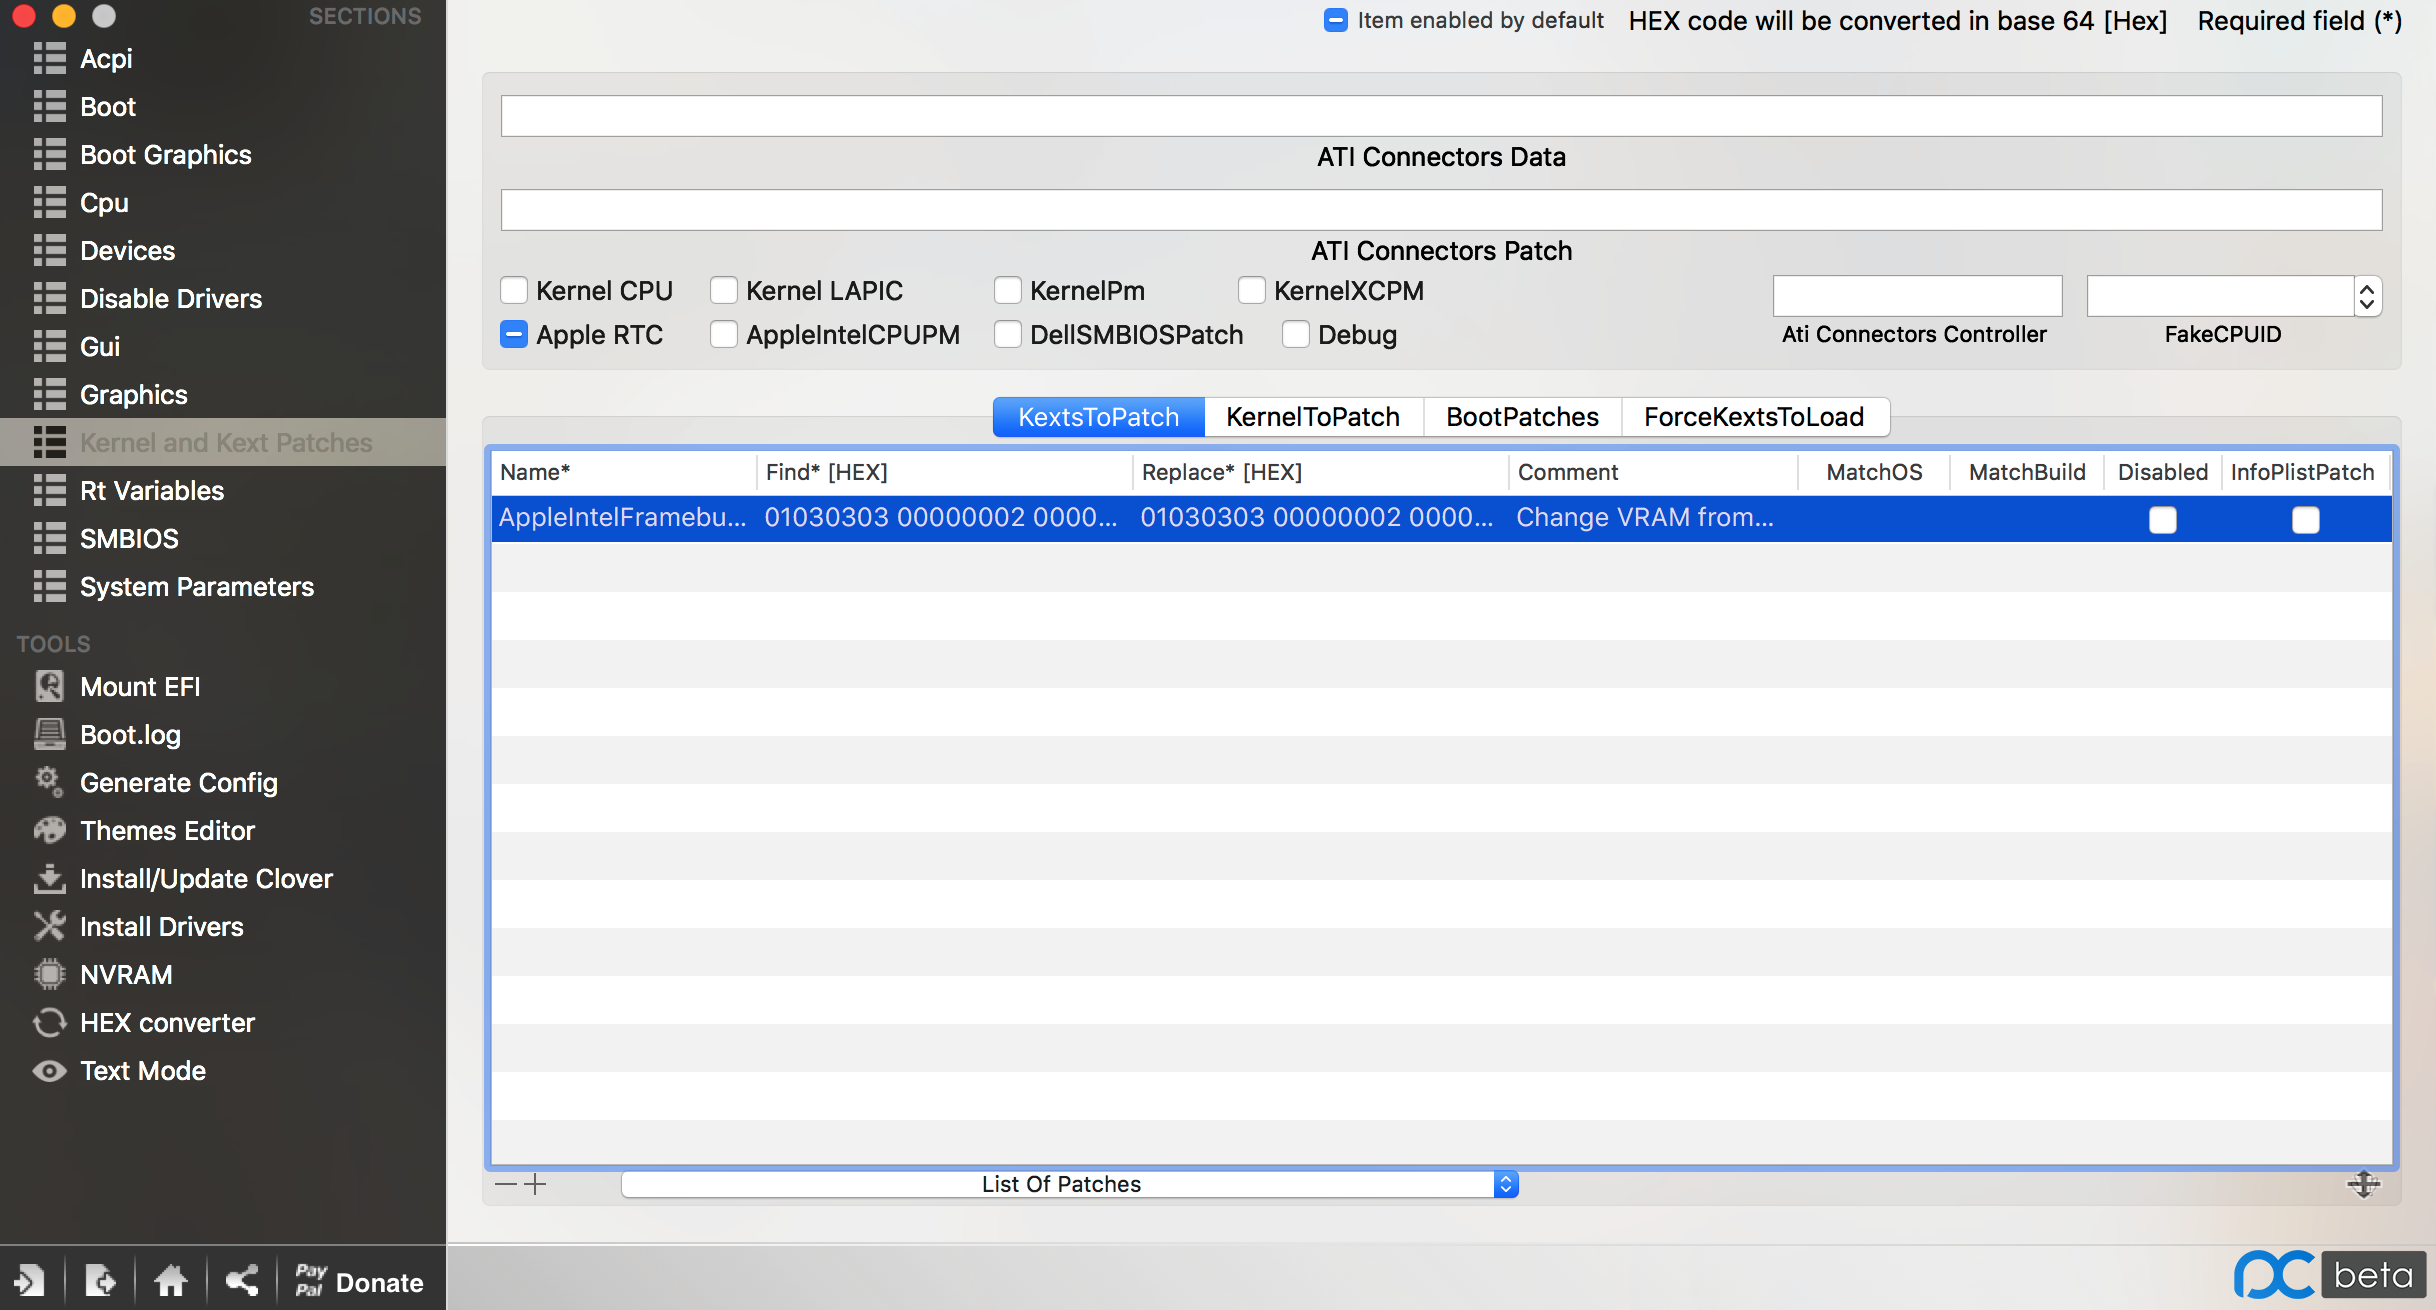 SECTIONS
Acpi
Boot
Boot Graphics
Cpu
Devices
Disable Drivers
Gui
Graphics
Kernel and Kext Patches
Rt Variables
SMBIOS
System Parameters
TOOLS
Mount EFI
Boot.log
Generate Config
Themes Editor
Install/Update Clover
Install Drivers
NVRAM
HEX converter
Text Mode
Pay
Pal
Donate
Item enabled by default HEX code will be converted in base 64 [Hex] Required field (*)
ATI Connectors Data
ATI Connectors Patch
Kernel CPU Kernel LAPIC KernelPm KernelXCPM
Apple RTC AppleIntelCPUPM DellSMBIOSPatch Debug Ati Connectors Controller FakeCPUID
KextsToPatch KernelToPatch BootPatches ForceKextsToLoad
Name* Find* [HEX] Replace* [HEX] Comment MatchOS MatchBuild Disabled InfoPlistPatch
AppleIntelFramebu... 01030303 00000002 0000... 01030303 00000002 0000... Change VRAM from...
List Of Patches
PC beta